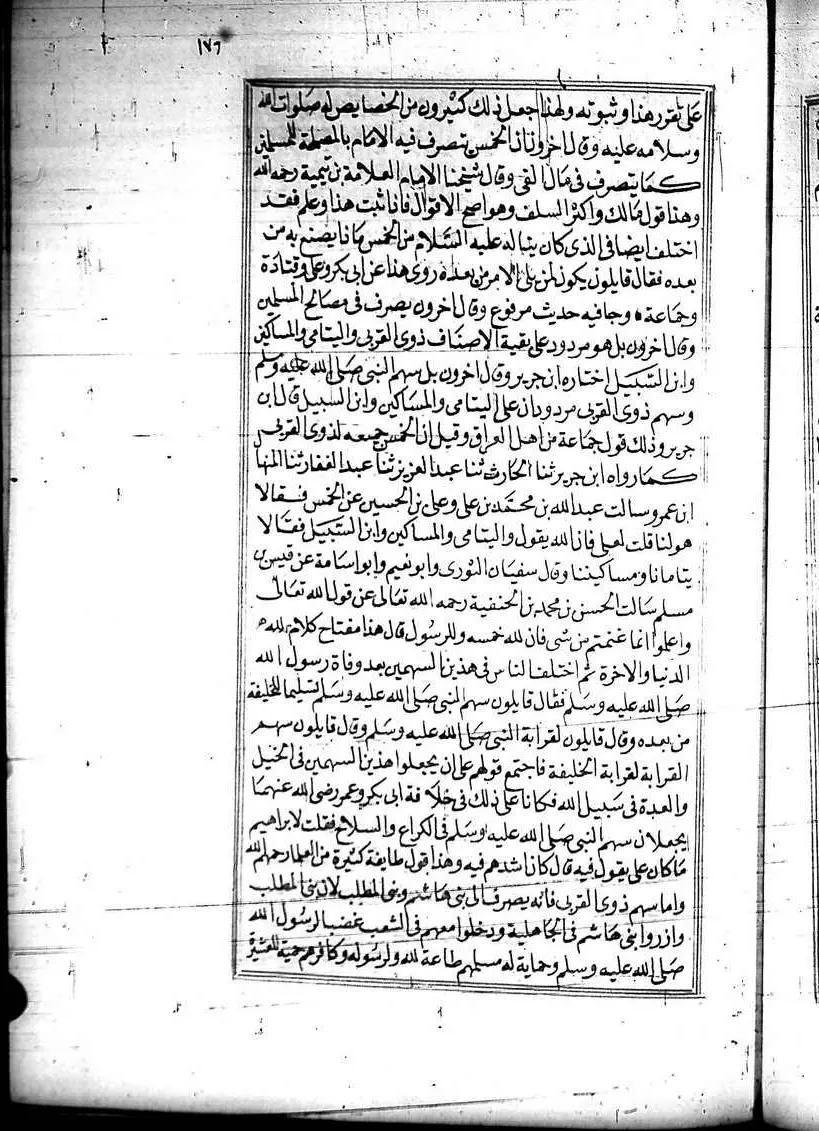 ١٧٦
على تقرر هذا وثبوته ولهذا جعل ذلك كثيرون من الخصايص له صلوات الله
وسلامه عليه وقال اخرون ان الخمس يتصرف فيه الامام بالمصلحة للمسلمين
كما يتصرف في مال الفي وقال شيخنا الامام العلامة بن تيمية رحمه الله
وهذا قول مالك واكثر السلف وهو اصح الاقوال فاذا ثبت هذا وعلم فقد
اختلف ايضا في الذي كان يناله عليه السلام من الخمس ماذا يصنع به من
بعده فقال قايلون يكون لمن يلي الامر من بعده روي هذا عن ابي بكر وعلي وقتادة
وجماعة وجا فيه حديث مرفوع وقال اخرون يصرف في مصالح المسلمين
وقال اخرون بل هو مردود على بقية الاصناف ذوي القربى واليتامى والمساكين
وابن السبيل اختاره ابن جرير وقال اخرون بل سهم النبي صلى الله عليه وسلم
وسهم ذوي القربى مردودان على اليتامى والمساكين وابن السبيل قال ابن
جرير وذلك قول جماعة من اهل العراق وقيل ان الخمس جميعه لذوي القربى
كما رواه ابن جرير ثنا الحارث ثنا عبد العزيز ثنا عبد الغفار ثنا المنها
ابن عمرو سالت عبد الله بن محمد بن علي وعلي بن الحسين عن الخمس فقالا
هو لنا قلت لعلي فان الله يقول واليتامى والمساكين وابن السبيل فقالا
يتامانا ومساكيننا وقال سفيان الثوري وابو نعيم وابو اسامة عن قيس بن
مسلم سالت الحسن بن محمد بن الحنفية رحمه الله تعالى عن قول الله تعالى
واعلموا انما غنمتم من شي فان لله خمسه وللرسول قال هذا مفتاح كلام لله
الدنيا والاخرة ثم اختلف الناس في هذين السهمين بعد وفاة رسول الله
صلى الله عليه وسلم فقال قايلون سهم النبي صلى الله عليه وسلم تسليما للخليفة
من بعده وقال قايلون لقرابة النبي صلى الله عليه وسلم وقال قايلون سهم
القرابة لقرابة الخليفة فاجتمع قولهم على ان يجعلوا هذين السهمين في الخيل
والعدة في سبيل الله فكانا على ذلك في خلافة ابي بكر وعمر رضي الله عنهما
يجعلان سهم النبي صلى الله عليه وسلم في الكراع والسلاح فقلت لابراهيم
ما كان علي يقول فيه قال كان اشدهم فيه وهذا قول طايفة كثيرة من العلما رحمهم الله
واما سهم ذوي القربى فانه يصرف الى بني هاشم وبني المطلب لان بني المطلب
وازروا بني هاشم في الجاهلية ودخلوا معهم في الشعب غضبا لرسول الله
صلى الله عليه وسلم وحماية له مسلمهم طاعة لله ولرسوله وكافرهم حمية للعشيرة